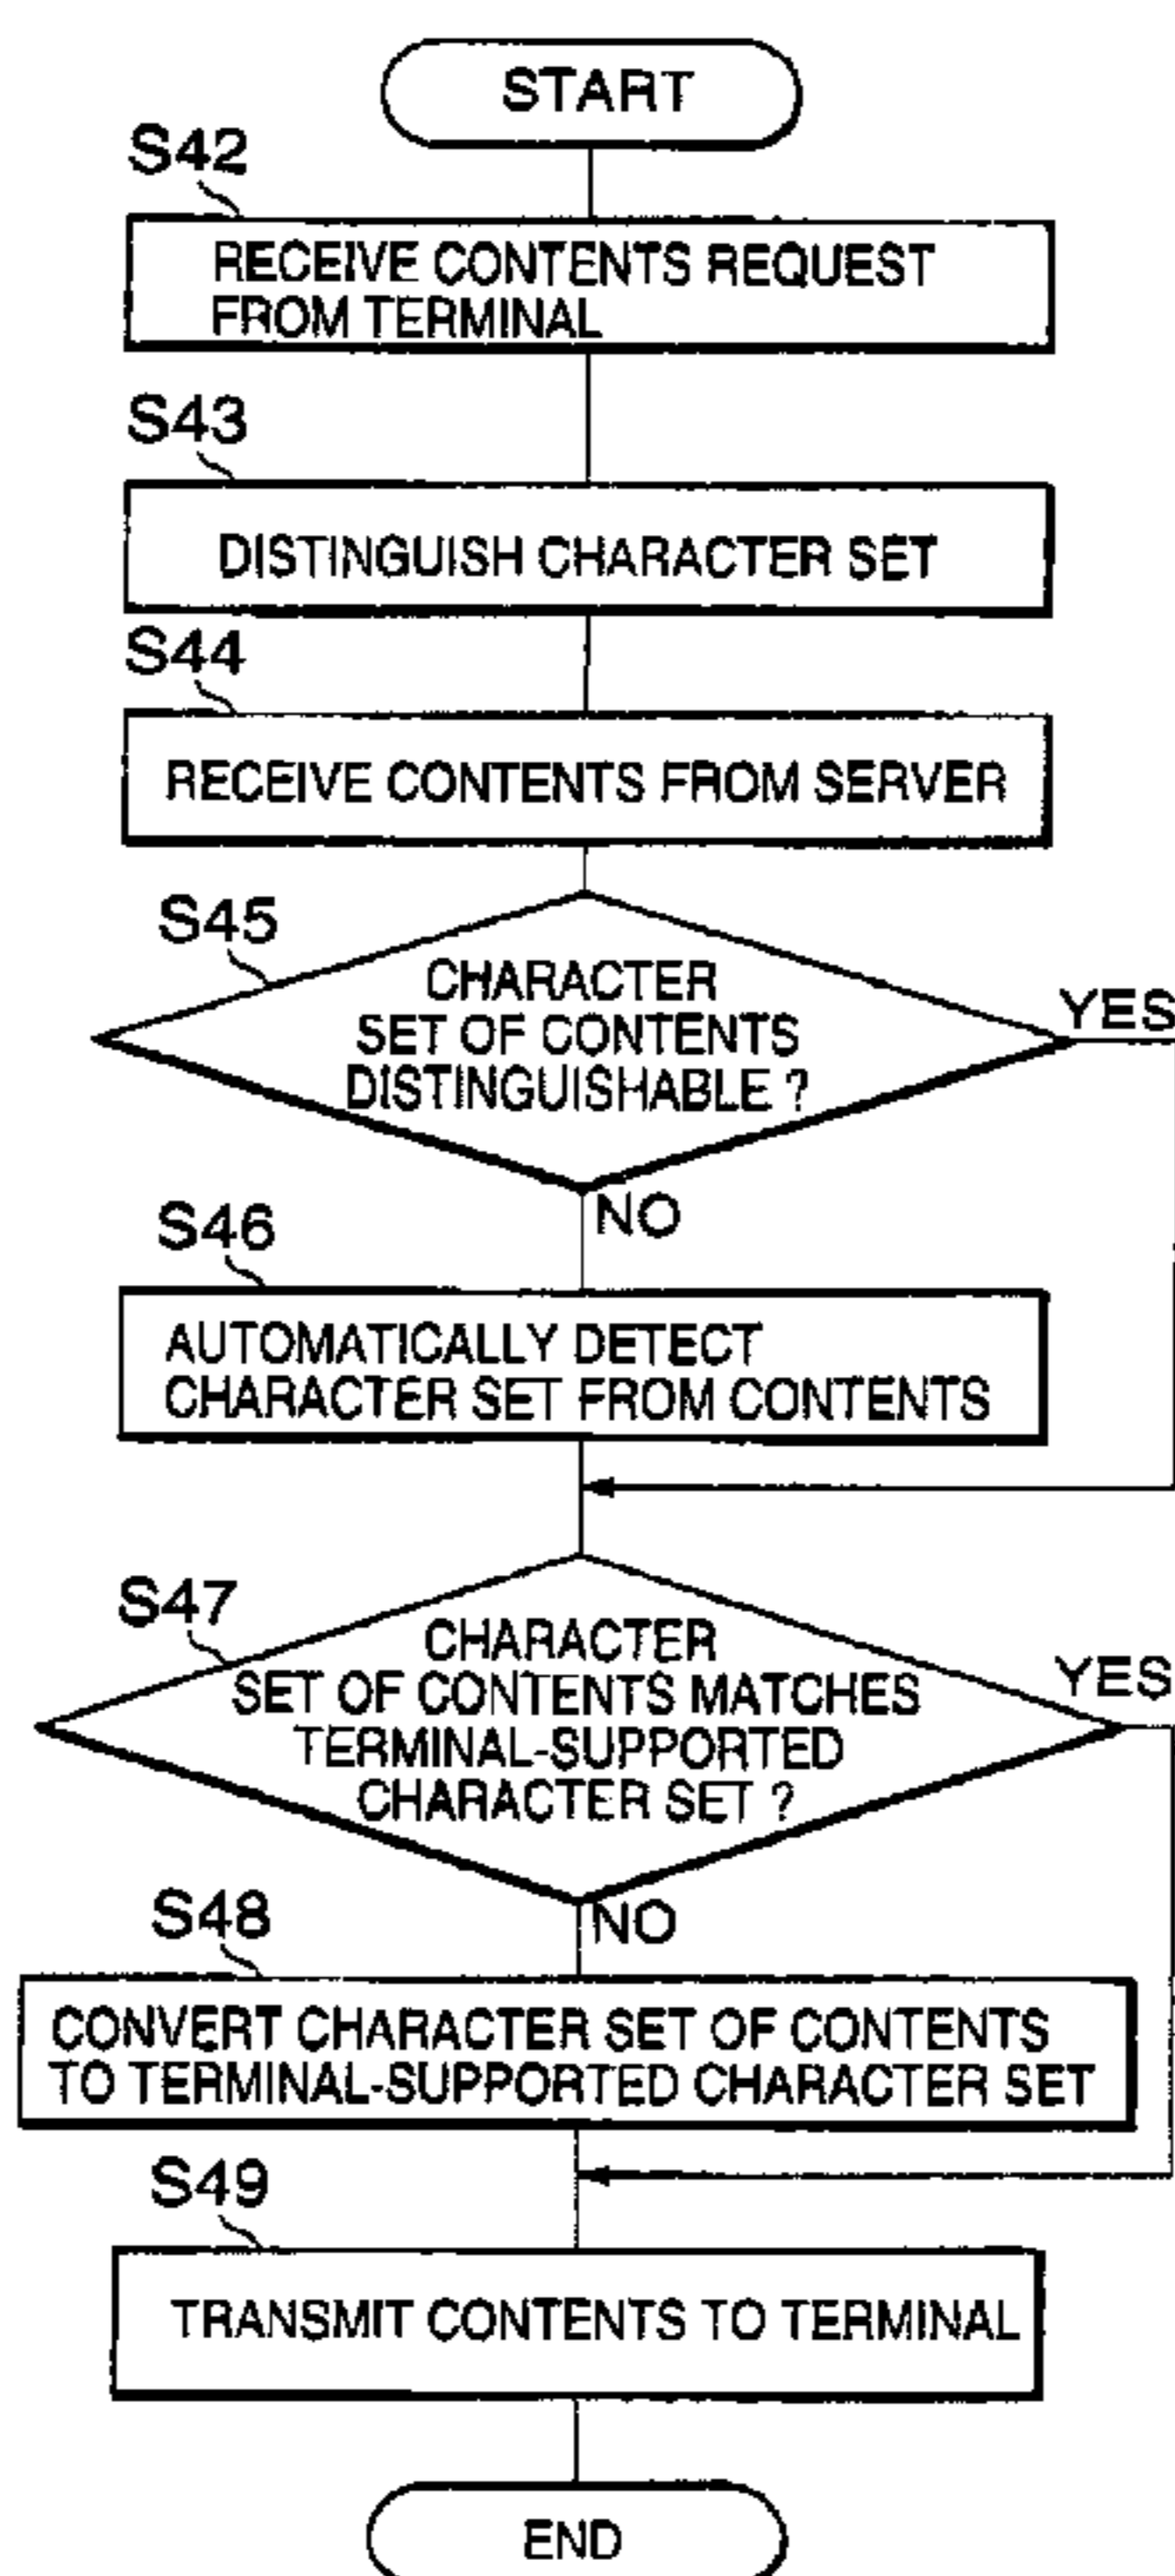 START
S42
RECEIVE CONTENTS REQUEST
FROM TERMINAL
S43
DISTINGUISH CHARACTER SET
S44
RECEIVE CONTENTS FROM SERVER
S45
CHARACTER
SET OF CONTENTS
DISTINGUISHABLE ?
YES
NO
S46
AUTOMATICALLY DETECT
CHARACTER SET FROM CONTENTS
S47
CHARACTER
SET OF CONTENTS MATCHES
TERMINAL-SUPPORTED
CHARACTER SET ?
YES
NO
S48
CONVERT CHARACTER SET OF CONTENTS
TO TERMINAL-SUPPORTED CHARACTER SET
S49
TRANSMIT CONTENTS TO TERMINAL
END